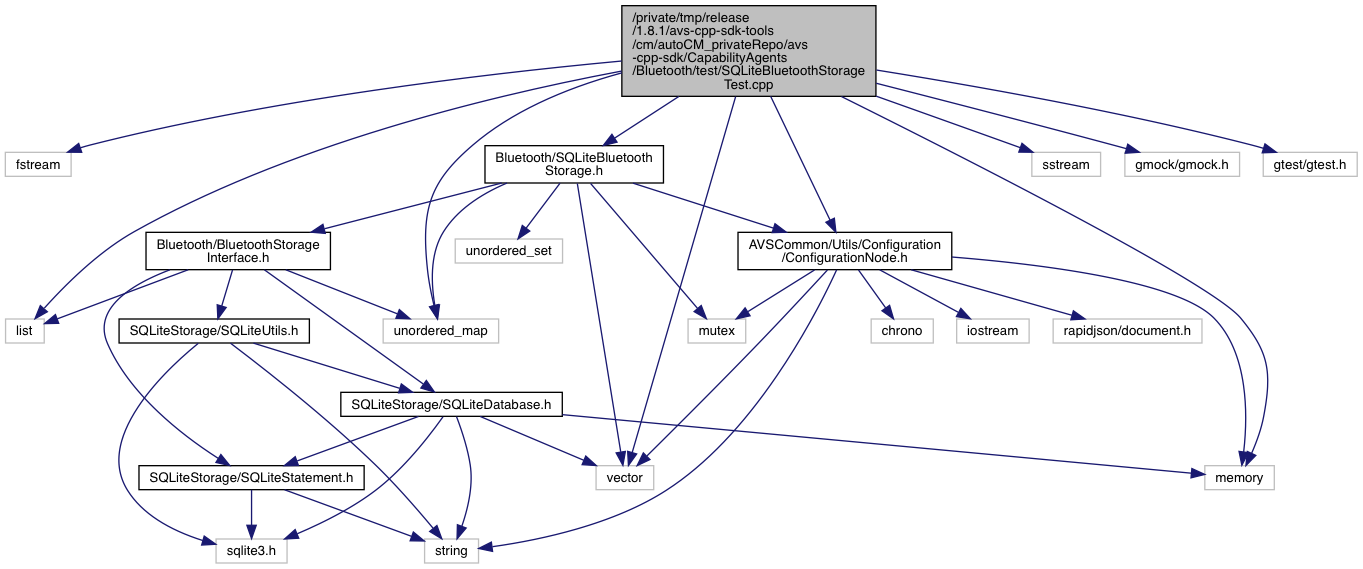 /private/tmp/release
/1.8.1/avs-cpp-sdk-tools
/cm/autoCM_privateRepo/avs
-cpp-sdk/CapabilityAgents
/Bluetooth/test/SQLiteBluetoothStorage
Test.cpp
fstream
Bluetooth/SQLiteBluetooth
Storage.h
sstream
gmock/gmock.h
gtest/gtest.h
Bluetooth/BluetoothStorage
Interface.h
unordered_set
AVSCommon/Utils/Configuration
/ConfigurationNode.h
list
SQLiteStorage/SQLiteUtils.h
unordered_map
mutex
chrono
iostream
rapidjson/document.h
SQLiteStorage/SQLiteDatabase.h
SQLiteStorage/SQLiteStatement.h
vector
memory
sqlite3.h
string